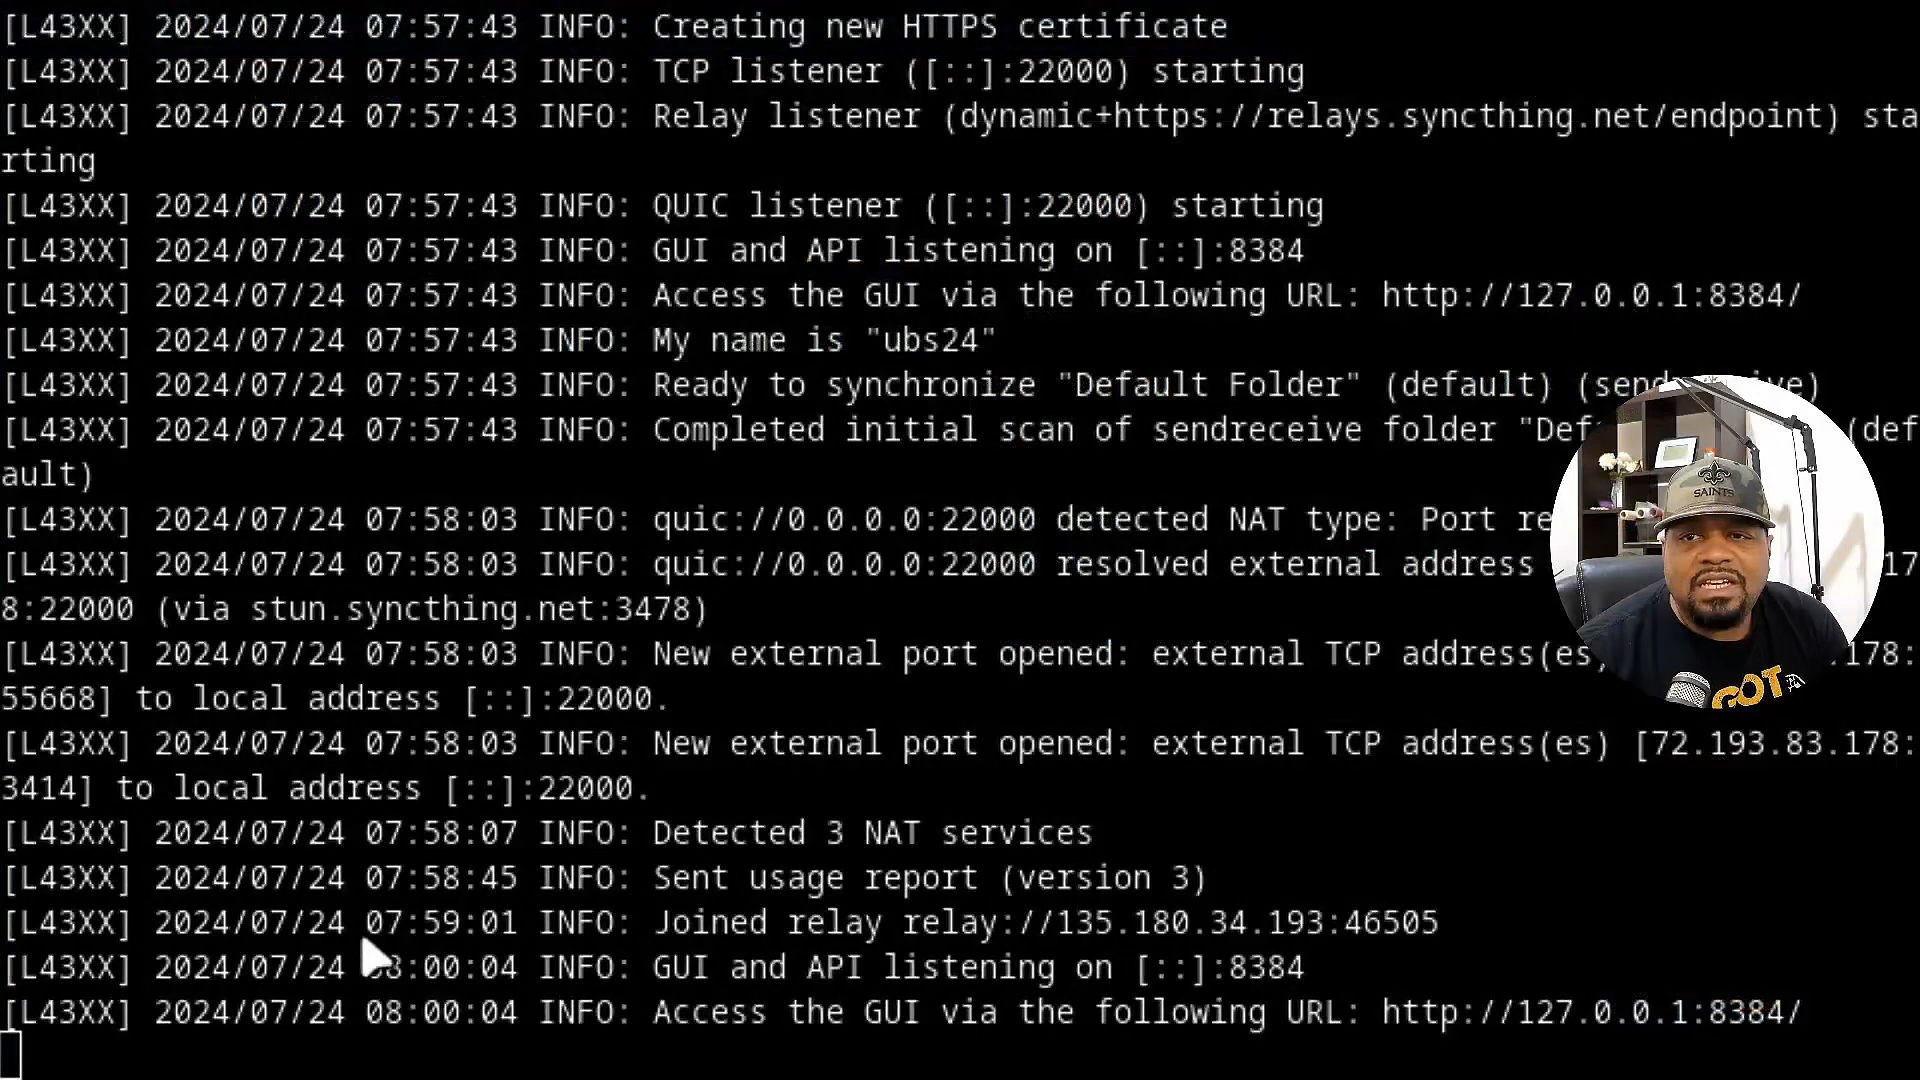 [L43XX] 2024/07/24 07:57:43 INFO: Creating new HTTPS certificate
[L43XX] 2024/07/24 07:57:43 INFO: TCP listener ([::]:22000) starting
[L43XX] 2024/07/24 07:57:43 INFO: Relay listener (dynamic+https://relays.syncthing.net/endpoint) sta
rting
[L43XX] 2024/07/24 07:57:43 INFO: QUIC listener ([::]:22000) starting
[L43XX] 2024/07/24 07:57:43 INFO: GUI and API listening on [::]:8384
[L43XX] 2024/07/24 07:57:43 INFO: Access the GUI via the following URL: http://127.0.0.1:8384/
[L43XX] 2024/07/24 07:57:43 INFO: My name is "ubs24"
[L43XX] 2024/07/24 07:57:43 INFO: Ready to synchronize "Default Folder" (default) (sendreceive)
[L43XX] 2024/07/24 07:57:43 INFO: Completed initial scan of sendreceive folder "Def (def
ault)
[L43XX] 2024/07/24 07:58:03 INFO: quic://0.0.0.0:22000 detected NAT type: Port re
[L43XX] 2024/07/24 07:58:03 INFO: quic://0.0.0.0:22000 resolved external address 17
8:22000 (via stun.syncthing.net:3478)
[L43XX] 2024/07/24 07:58:03 INFO: New external port opened: external TCP address(es) .178:
55668] to local address [::]:22000.
[L43XX] 2024/07/24 07:58:03 INFO: New external port opened: external TCP address(es) [72.193.83.178:
3414] to local address [::]:22000.
[L43XX] 2024/07/24 07:58:07 INFO: Detected 3 NAT services
[L43XX] 2024/07/24 07:58:45 INFO: Sent usage report (version 3)
[L43XX] 2024/07/24 07:59:01 INFO: Joined relay relay://135.180.34.193:46505
[L43XX] 2024/07/24 08:00:04 INFO: GUI and API listening on [::]:8384
[L43XX] 2024/07/24 08:00:04 INFO: Access the GUI via the following URL: http://127.0.0.1:8384/
SAINTS
GOT